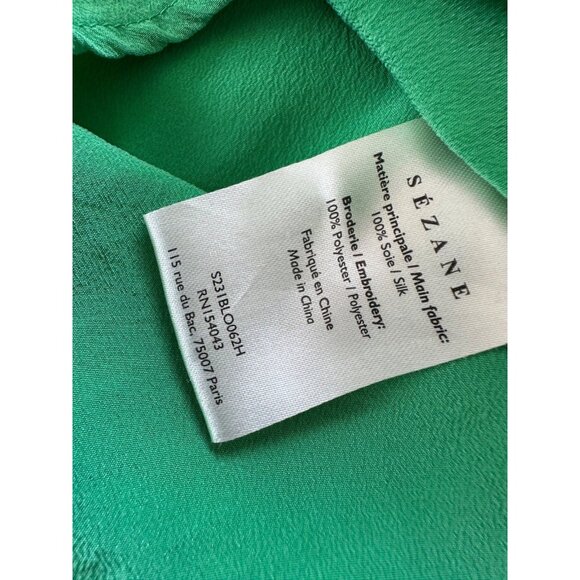 SÉZANE
Matière principale / Main fabric:
100% Soie / Silk
Broderie / Embroidery:
100% Polyester / Polyester
Fabriqué en Chine
Made in China
S231BLO062H
RN154043
115 rue du Bac, 75007 Paris